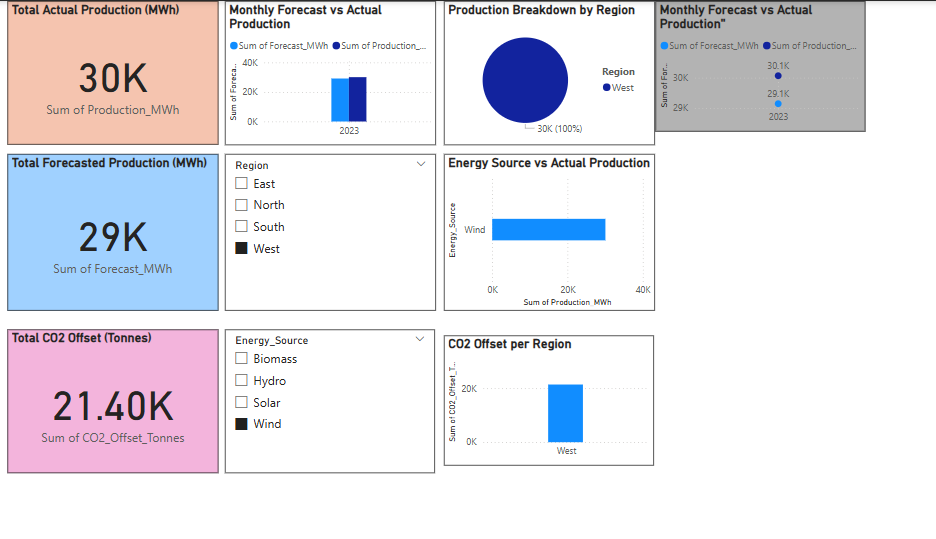 Total Actual Production (MWh)
30K
Sum of Production_MWh
Monthly Forecast vs Actual
Production
Sum of Forecast_MWh Sum of Production_...
Sum of Foreca...
40K
20K
0K
2023
Production Breakdown by Region
Region
West
30K (100%)
Monthly Forecast vs Actual
Production"
Sum of Forecast_MWh Sum of Production_...
Sum of For...
30K
29K
30.1K
29.1K
2023
Total Forecasted Production (MWh)
29K
Sum of Forecast_MWh
Region
East
North
South
West
Energy Source vs Actual Production
Energy_Source
Wind
0K 20K 40K
Sum of Production_MWh
Total CO2 Offset (Tonnes)
21.40K
Sum of CO2_Offset_Tonnes
Energy_Source
Biomass
Hydro
Solar
Wind
CO2 Offset per Region
Sum of CO2_Offset_T...
20K
0K
West